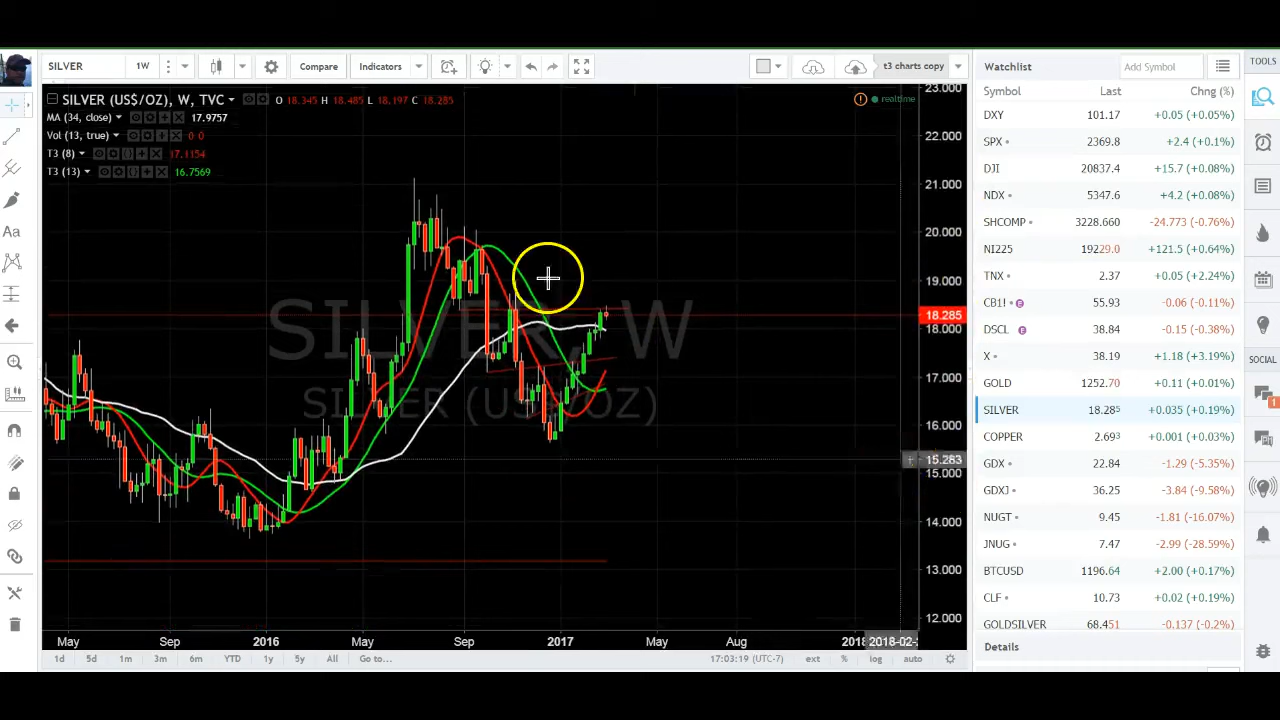 SILVER 1W Compare Indicators t3 charts copy
SILVER (US$/OZ), W, TVC O 18.345 H 18.485 L 18.197 C 18.285
realtime
MA (34, close) 17.9757
Vol (13, true) 0 0
T3 (8) 17.1154
T3 (13) 16.7569
SILVER, W
SILVER (US$/OZ)
23.000
22.000
21.000
20.000
19.000
18.285
18.000
17.000
16.000
15.283
15.000
14.000
13.000
12.000
May Sep 2016 May Sep 2017 May Aug 2018 2018-02-
1d 5d 1m 3m 6m YTD 1y 5y All Go to... 17:03:19 (UTC-7) ext % log auto
Watchlist Add Symbol
Symbol Last Chng (%)
DXY 101.17 +0.05 (+0.05%)
SPX 2369.8 +2.4 (+0.1%)
DJI 20837.4 +15.7 (+0.08%)
NDX 5347.6 +4.2 (+0.08%)
SHCOMP 3228.660 -24.773 (-0.76%)
NI225 19229.0 +121.5 (+0.64%)
TNX 2.37 +0.05 (+2.24%)
CB1! E 55.93 -0.06 (-0.11%)
DSCL E 38.84 -0.15 (-0.38%)
X 38.19 +1.18 (+3.19%)
GOLD 1252.70 +0.11 (+0.01%)
SILVER 18.285 +0.035 (+0.19%)
COPPER 2.693 +0.001 (+0.03%)
GDX 22.84 -1.29 (-5.35%)
GDXJ 36.25 -3.84 (-9.58%)
NUGT 9.45 -1.81 (-16.07%)
JNUG 7.47 -2.99 (-28.59%)
BTCUSD 1196.64 +2.00 (+0.17%)
CLF 10.73 +0.02 (+0.19%)
GOLDSILVER 68.451 -0.137 (-0.2%)
Details
TOOLS
SOCIAL
1
Aa